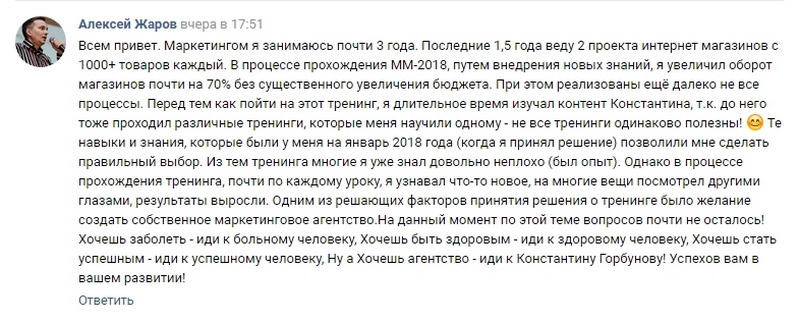 Алексей Жаров вчера в 17:51
Всем привет. Маркетингом я занимаюсь почти 3 года. Последние 1,5 года веду 2 проекта интернет магазинов с
1000+ товаров каждый. В процессе прохождения ММ-2018, путем внедрения новых знаний, я увеличил оборот
магазинов почти на 70% без существенного увеличения бюджета. При этом реализованы ещё далеко не все
процессы. Перед тем как пойти на этот тренинг, я длительное время изучал контент Константина, т.к. до него
тоже проходил различные тренинги, которые меня научили одному - не все тренинги одинаково полезны! 😊 Те
навыки и знания, которые были у меня на январь 2018 года (когда я принял решение) позволили мне сделать
правильный выбор. Из тем тренинга многие я уже знал довольно неплохо (был опыт). Однако в процессе
прохождения тренинга, почти по каждому уроку, я узнавал что-то новое, на многие вещи посмотрел другими
глазами, результаты выросли. Одним из решающих факторов принятия решения о тренинге было желание
создать собственное маркетинговое агентство.На данный момент по этой теме вопросов почти не осталось!
Хочешь заболеть - иди к больному человеку, Хочешь быть здоровым - иди к здоровому человеку, Хочешь стать
успешным - иди к успешному человеку, Ну а Хочешь агентство - иди к Константину Горбунову! Успехов вам в
вашем развитии!
Ответить